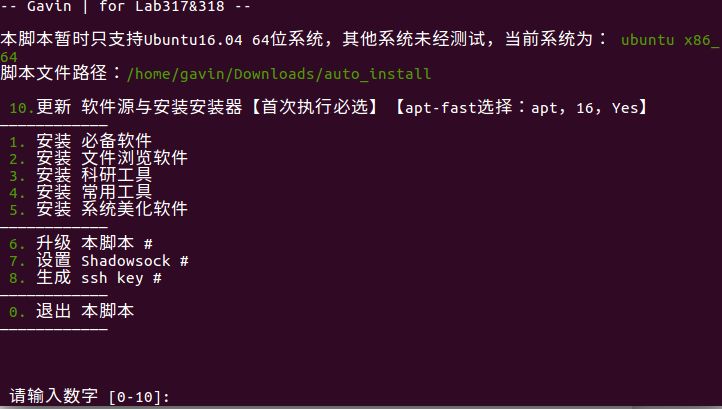 -- Gavin | for Lab317&318 --
本脚本暂时只支持Ubuntu16.04 64位系统，其他系统未经测试，当前系统为： ubuntu x86_
64
脚本文件路径：/home/gavin/Downloads/auto_install
10.更新 软件源与安装安装器【首次执行必选】【apt-fast选择：apt，16，Yes】
————————————
1. 安装 必备软件
2. 安装 文件浏览软件
3. 安装 科研工具
4. 安装 常用工具
5. 安装 系统美化软件
————————————
6. 升级 本脚本 #
7. 设置 Shadowsock #
8. 生成 ssh key #
————————————
0. 退出 本脚本
————————————
请输入数字 [0-10]: